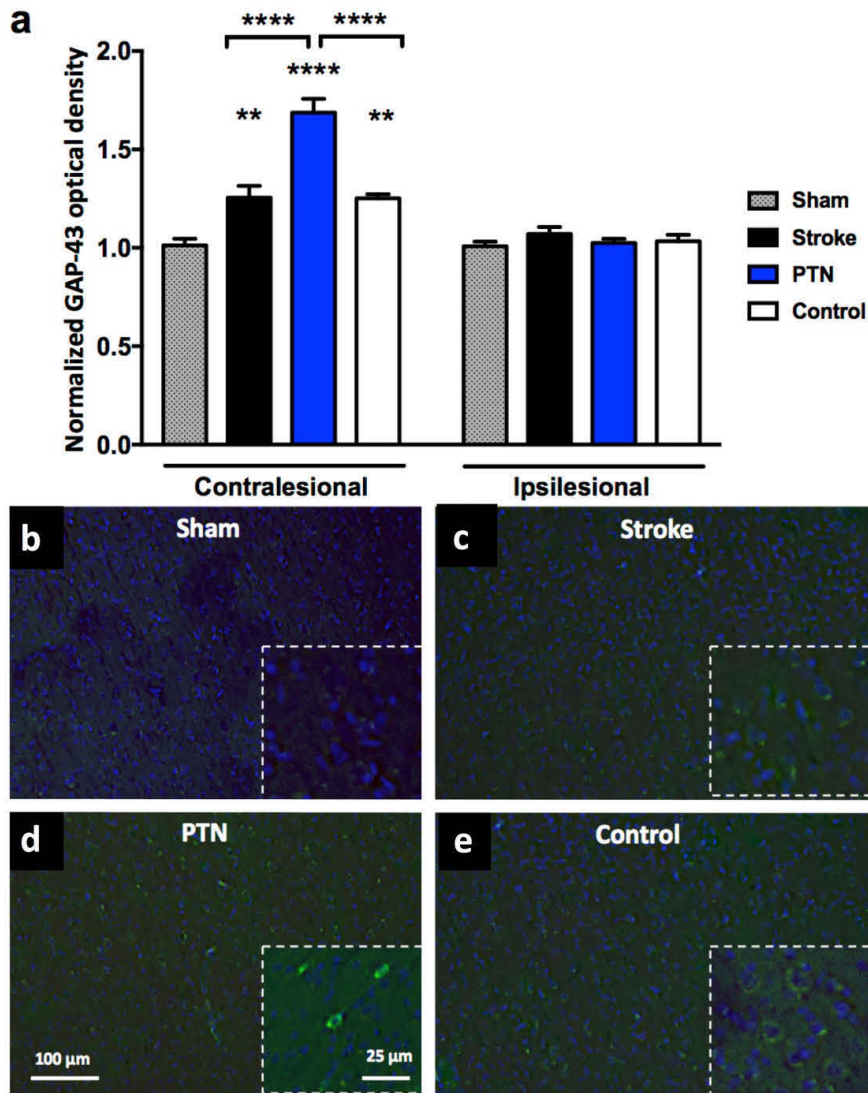 a
**** ****
****
** **
Normalized GAP-43 optical density
2.0
1.5
1.0
0.5
0.0
Contralesional Ipsilesional
Sham
Stroke
PTN
Control
b Sham
c Stroke
d PTN
100 µm 25 µm
e Control